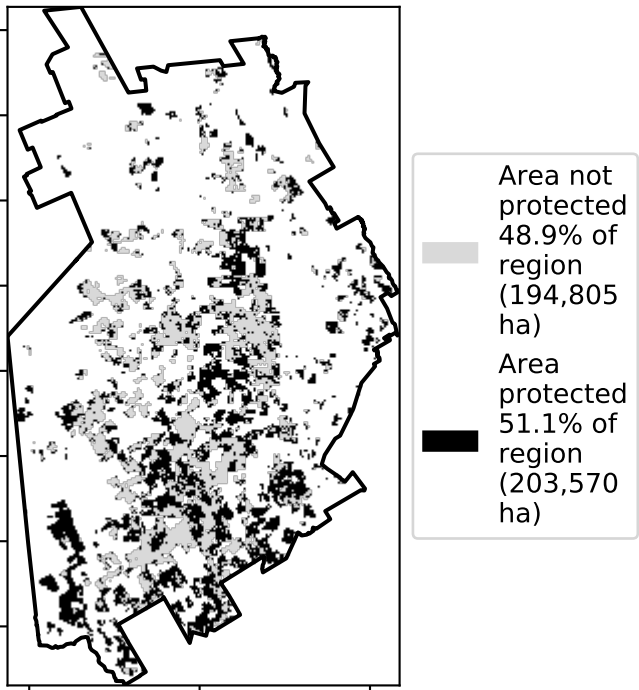 Area not
protected
48.9% of
region
(194,805
ha)
Area
protected
51.1% of
region
(203,570
ha)